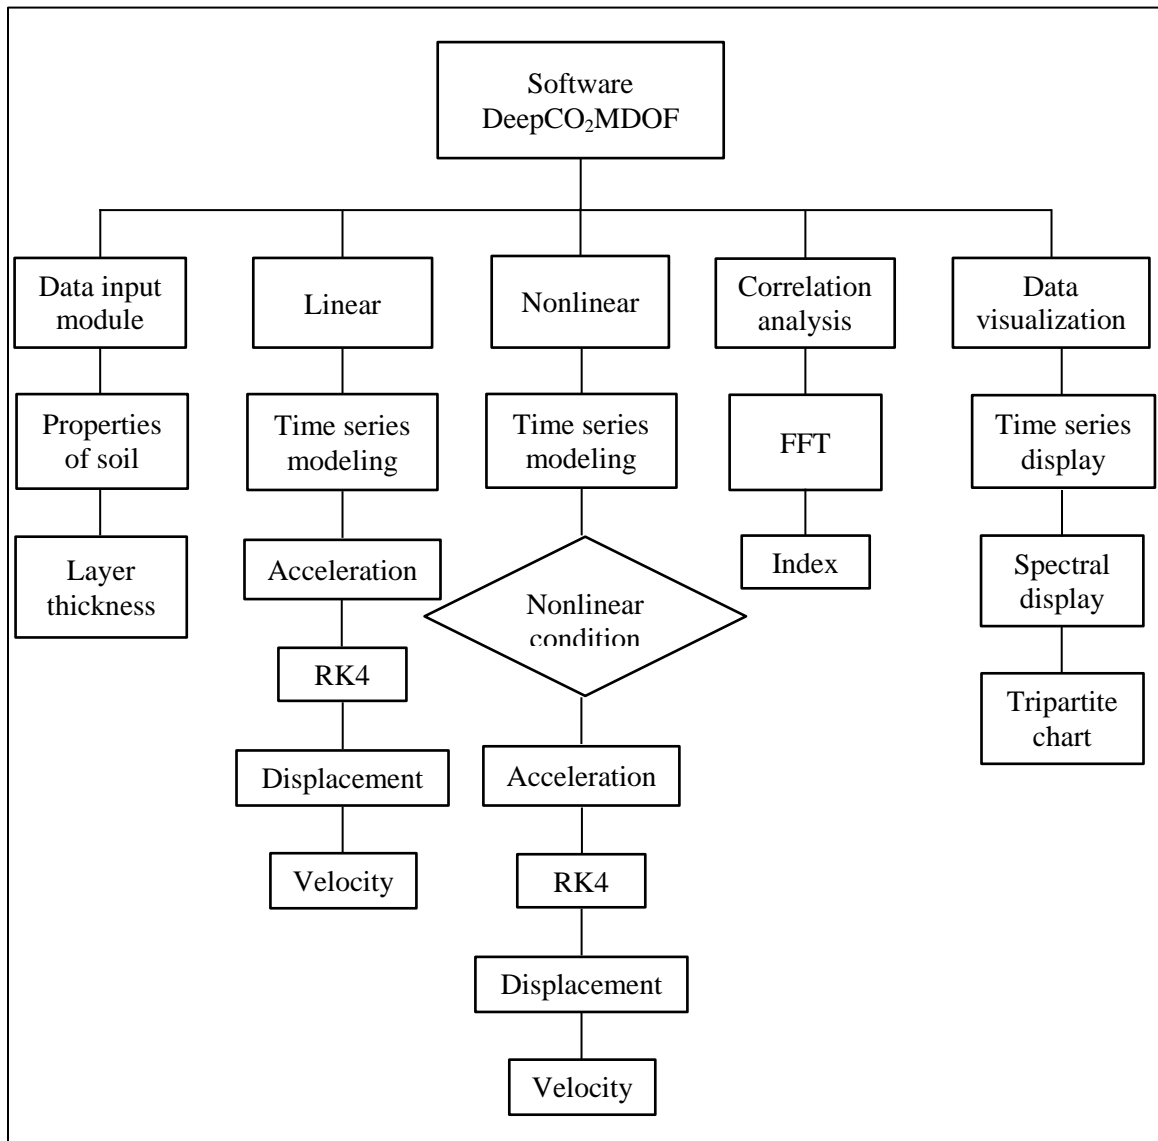 Software
DeepCO₂MDOF
Data input
module
Properties
of soil
Layer
thickness
Linear
Time series
modeling
Acceleration
RK4
Displacement
Velocity
Nonlinear
Time series
modeling
Nonlinear
condition
Acceleration
RK4
Displacement
Velocity
Correlation
analysis
FFT
Index
Data
visualization
Time series
display
Spectral
display
Tripartite
chart